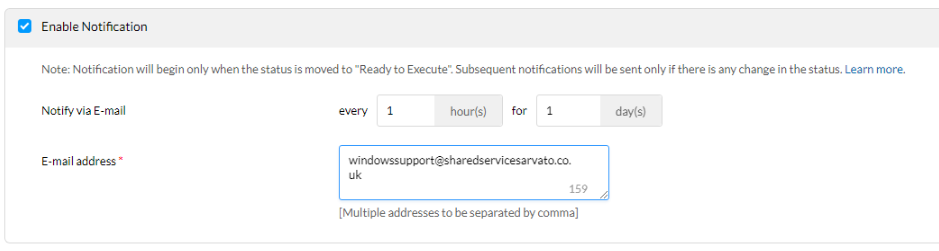 Enable Notification
Note: Notification will begin only when the status is moved to "Ready to Execute". Subsequent notifications will be sent only if there is any change in the status. Learn more.
Notify via E-mail every 1 hour(s) for 1 day(s)
E-mail address * windowssupport@sharedservicesarvato.co.
uk
159
[Multiple addresses to be separated by comma]